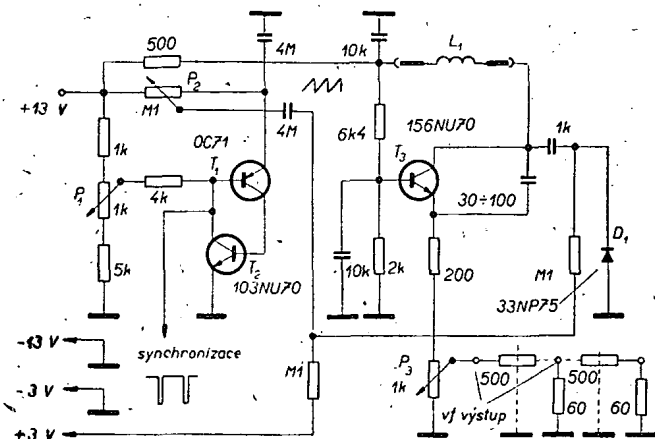 500
4M
10k
L1
P2
+13 V
M1
4M
1k
OC71
T1
6k4
156NU70
T3
1k
P1
1k
4k
30÷100
D1
T2
103NU70
5k
10k
2k
200
M1
33NP75
-13 V
synchronizace
-3 V
M1
P3
1k
500
500
60
60
vf výstup
+3 V